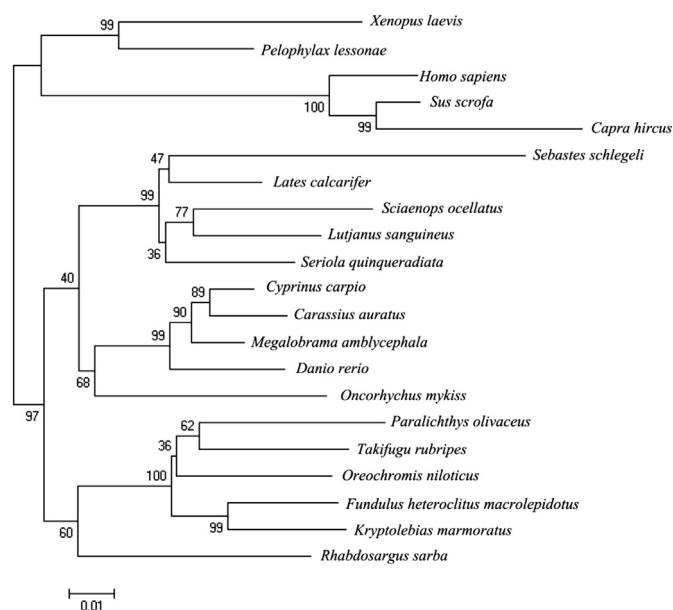 99
Xenopus laevis
Pelophylax lessonae
Homo sapiens
100
Sus scrofa
99
Capra hircus
47
Sebastes schlegeli
99
Lates calcarifer
77
Sciaenops ocellatus
Lutjanus sanguineus
36
Seriola quinqueradiata
40
89
Cyprinus carpio
90
Carassius auratus
99
Megalobrama amblycephala
Danio rerio
68
Oncorhychus mykiss
97
62
Paralichthys olivaceus
36
Takifugu rubripes
100
Oreochromis niloticus
Fundulus heteroclitus macrolepidotus
99
Kryptolebias marmoratus
60
Rhabdosargus sarba
0.01